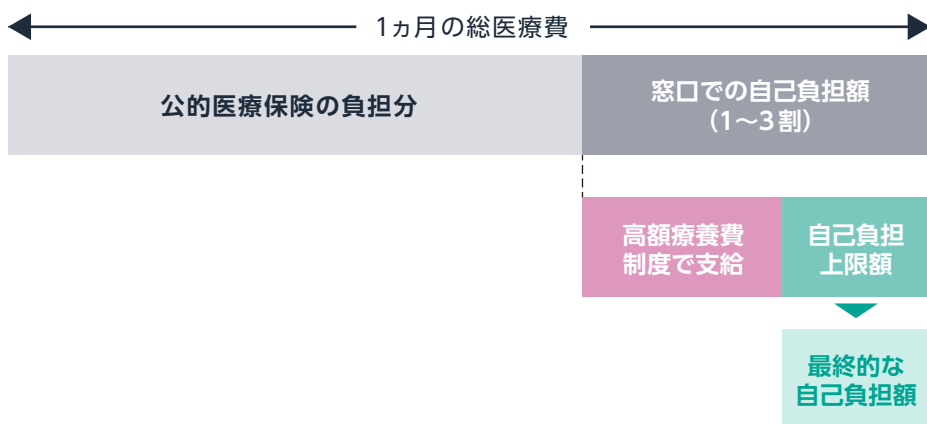 1ヵ月の総医療費
公的医療保険の負担分
窓口での自己負担額
（1〜3割）
高額療養費
制度で支給
自己負担
上限額
最終的な
自己負担額